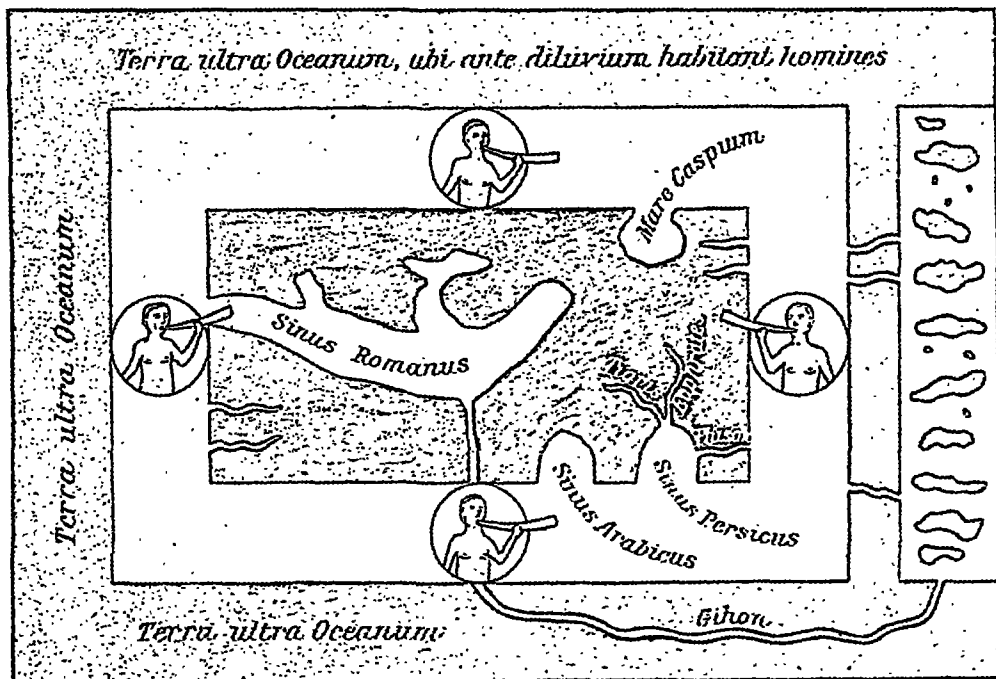 Terra ultra Oceanum, ubi ante diluvium habitant homines
Terra ultra Oceanum
Mare Caspium
Sinus Romanus
Sinus Arabicus
Sinus Persicus
Gihon
Terra ultra Oceanum